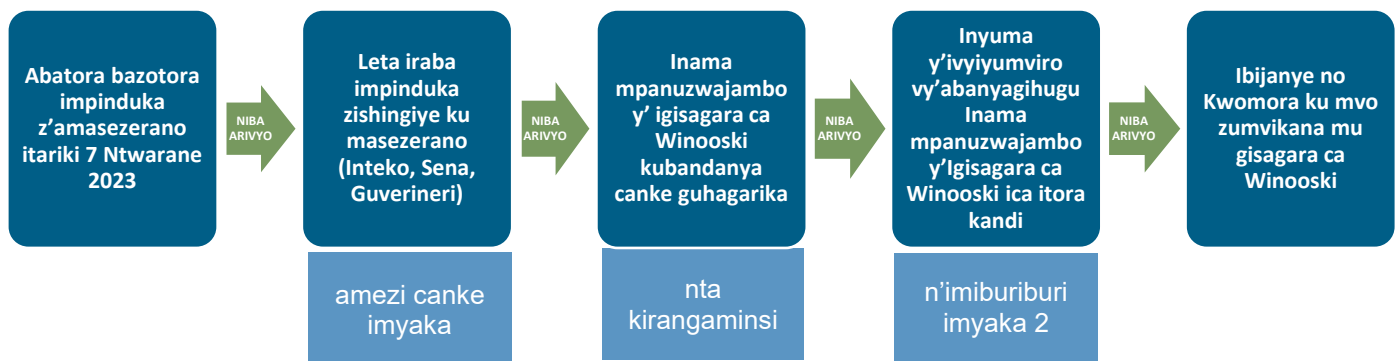 Abatora bazotora
impinduka
z’amasezerano
itariki 7 Ntwarane
2023
NIBA
ARIVYO
Leta iraba
impinduka
zishingiye ku
masezerano
(Inteko, Sena,
Guverineri)
amezi canke
imyaka
NIBA
ARIVYO
Inama
mpanuzwajambo
y’ igisagara ca
Winooski
kubandanya
canke guhagarika
nta
kirangaminsi
NIBA
ARIVYO
Inyuma
y’ivyiyumviro
vy’abanyagihugu
Inama
mpanuzwajambo
y’Igisagara ca
Winooski ica itora
kandi
n’imiburiburi
imyaka 2
NIBA
ARIVYO
Ibijanye no
Kwomora ku mvo
zumvikana mu
gisagara ca
Winooski